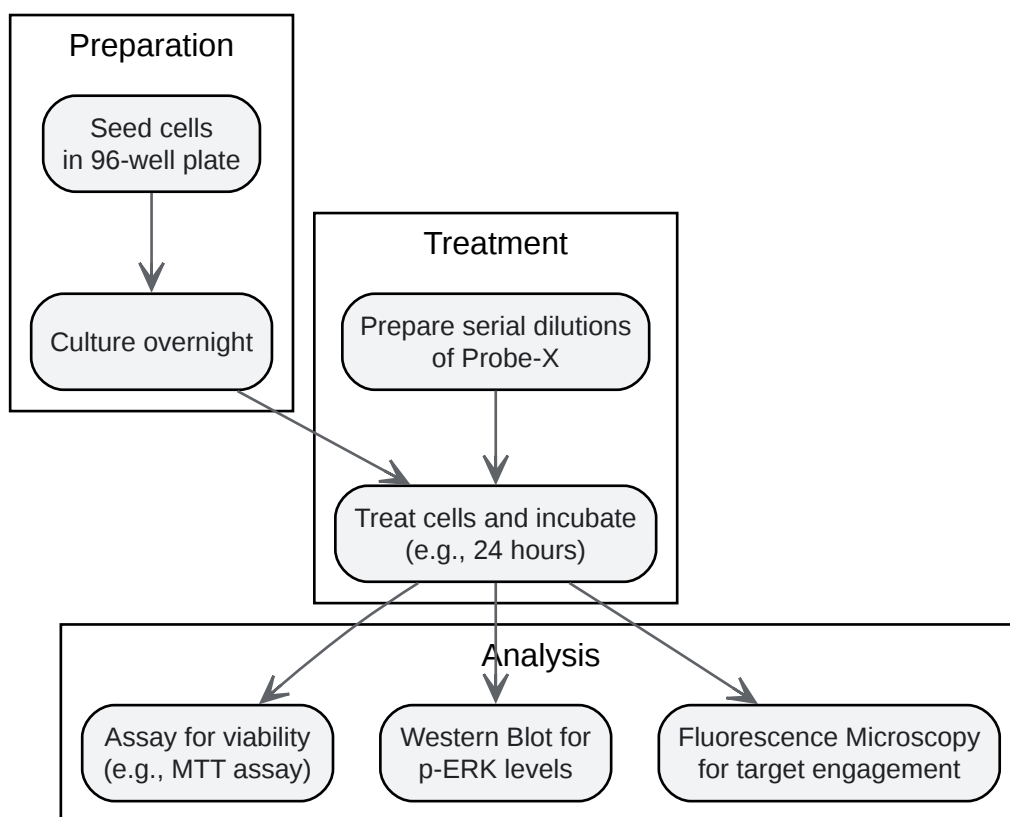 Preparation
Seed cells
in 96-well plate
Culture overnight
Treatment
Prepare serial dilutions
of Probe-X
Treat cells and incubate
(e.g., 24 hours)
Analysis
Assay for viability
(e.g., MTT assay)
Western Blot for
p-ERK levels
Fluorescence Microscopy
for target engagement